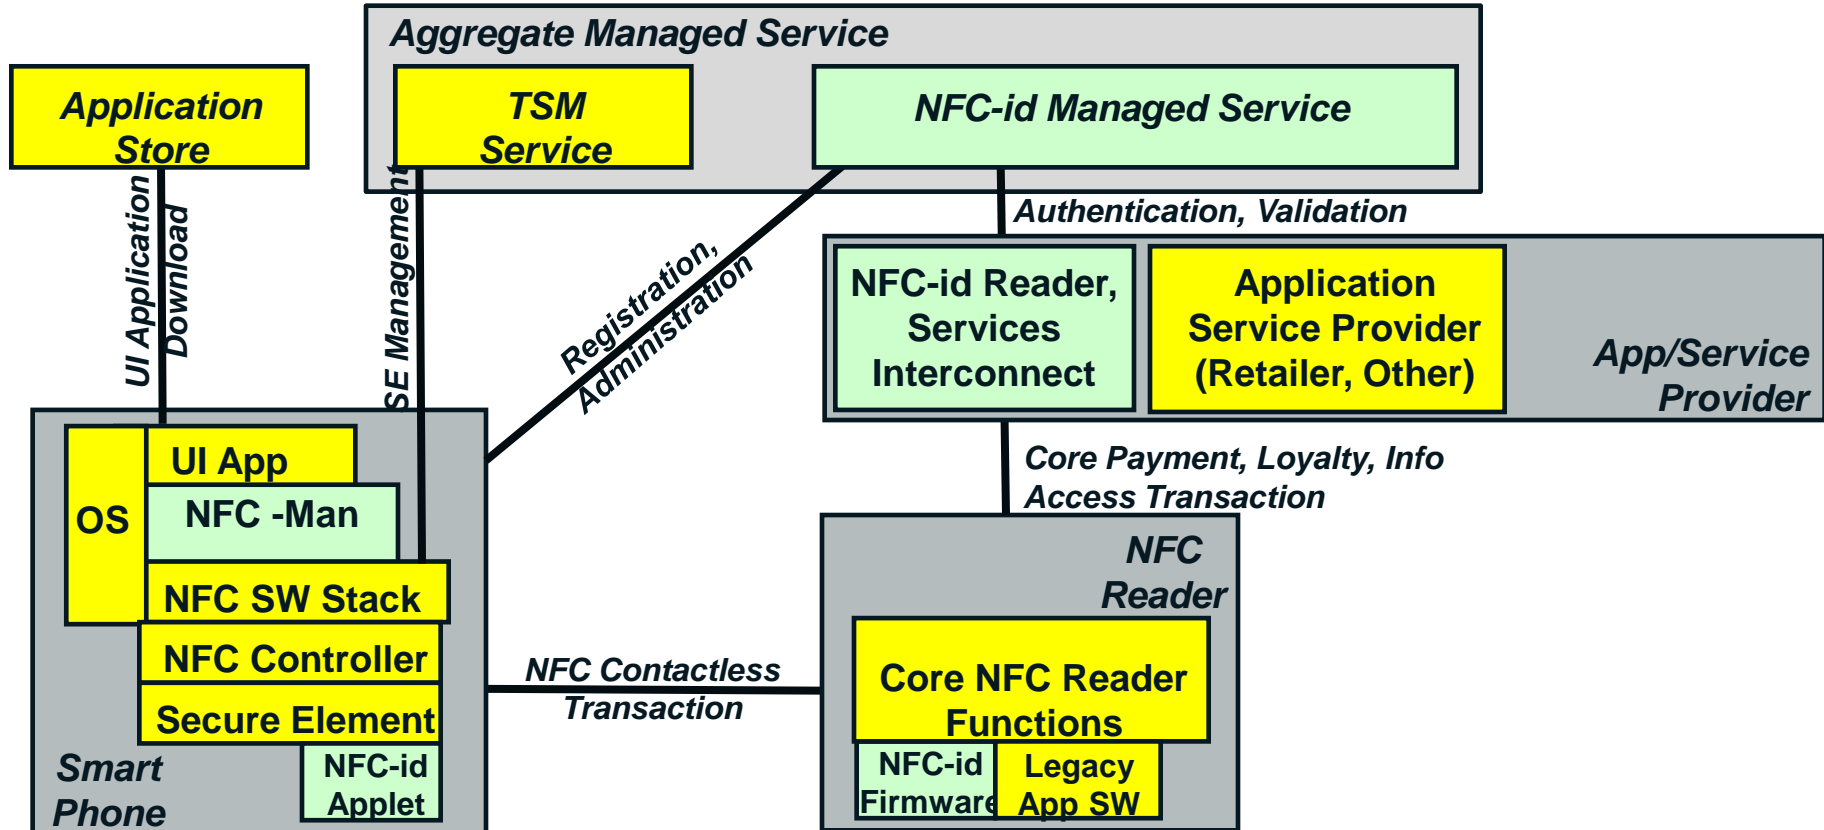 Aggregate Managed Service
Application
Store
TSM
Service
NFC-id Managed Service
UI Application
Download
SE Management
Registration,
Administration
Authentication, Validation
NFC-id Reader,
Services
Interconnect
Application
Service Provider
(Retailer, Other)
App/Service
Provider
Core Payment, Loyalty, Info
Access Transaction
OS
UI App
NFC -Man
NFC SW Stack
NFC Controller
Secure Element
NFC-id
Applet
Smart
Phone
NFC Contactless
Transaction
NFC
Reader
Core NFC Reader
Functions
NFC-id
Firmware
Legacy
App SW